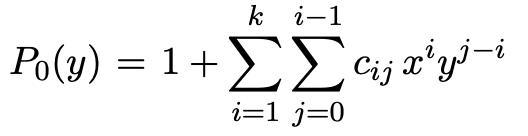 $P_0(y) = 1 + \sum_{i=1}^{k} \sum_{j=0}^{i-1} c_{ij} \, x^i y^{j-i}$